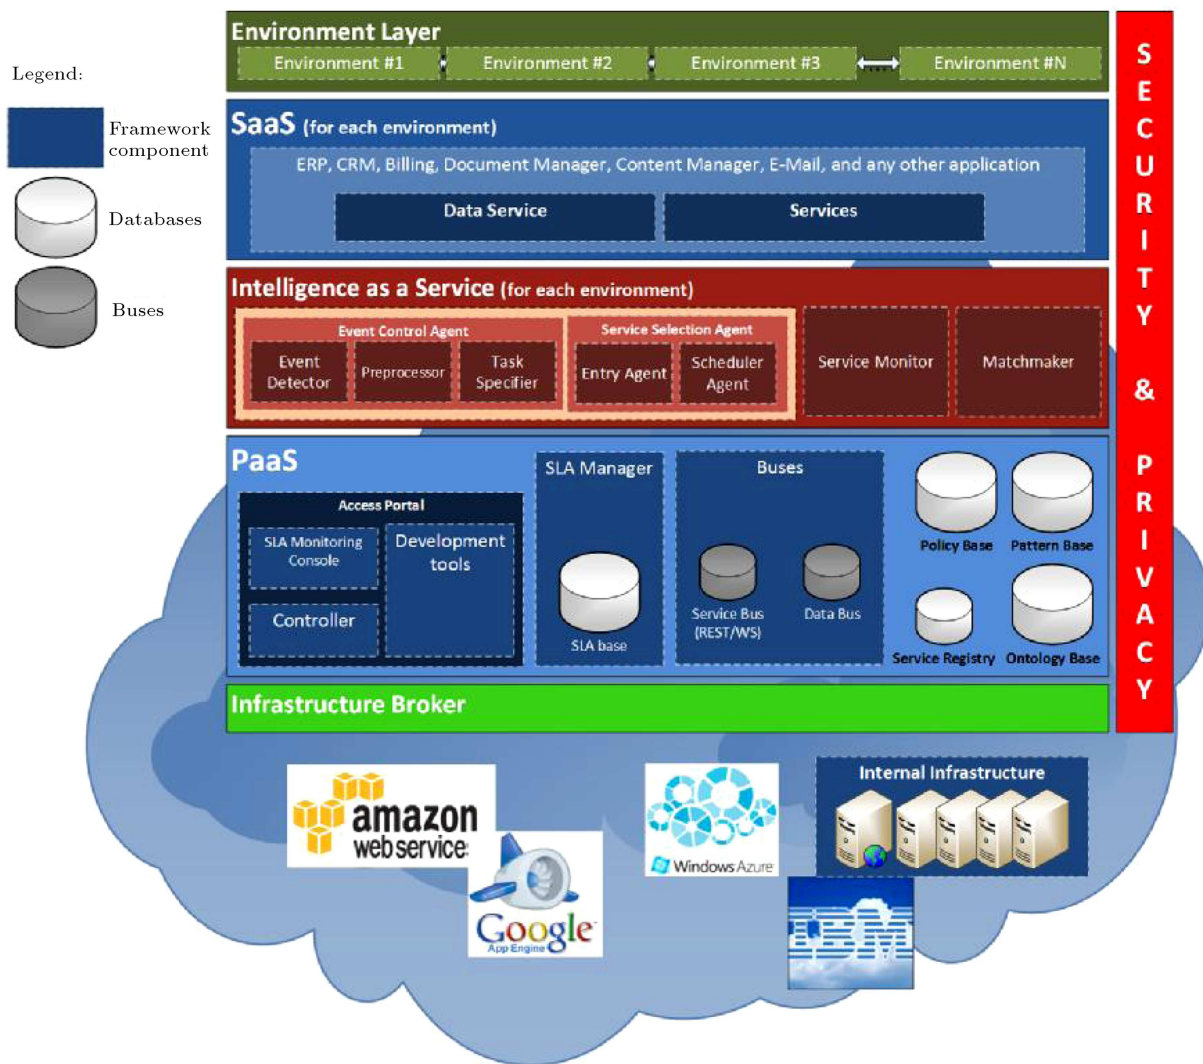 Legend:
Framework
component
Databases
Buses
Environment Layer
Environment #1
Environment #2
Environment #3
Environment #N
SaaS (for each environment)
ERP, CRM, Billing, Document Manager, Content Manager, E-Mail, and any other application
Data Service
Services
Intelligence as a Service (for each environment)
Event Control Agent
Event
Detector
Preprocessor
Task
Specifier
Service Selection Agent
Entry Agent
Scheduler
Agent
Service Monitor
Matchmaker
PaaS
Access Portal
SLA Monitoring
Console
Controller
Development
tools
SLA Manager
SLA base
Buses
Service Bus
(REST/WS)
Data Bus
Policy Base
Pattern Base
Service Registry
Ontology Base
Infrastructure Broker
SECURITY & PRIVACY
amazon
webservices
Google™
App Engine
Windows Azure™
Internal Infrastructure
IBM